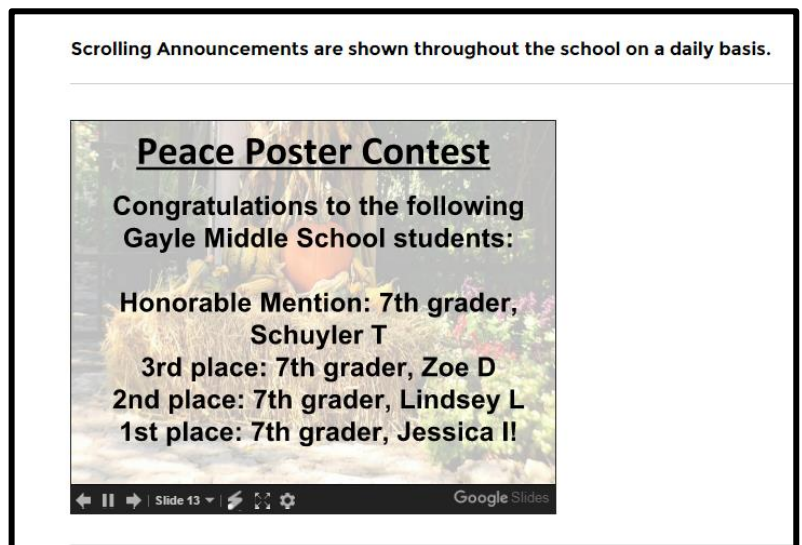 Scrolling Announcements are shown throughout the school on a daily basis.
Peace Poster Contest
Congratulations to the following
Gayle Middle School students:
Honorable Mention: 7th grader,
Schuyler T
3rd place: 7th grader, Zoe D
2nd place: 7th grader, Lindsey L
1st place: 7th grader, Jessica I!
Slide 13
Google Slides